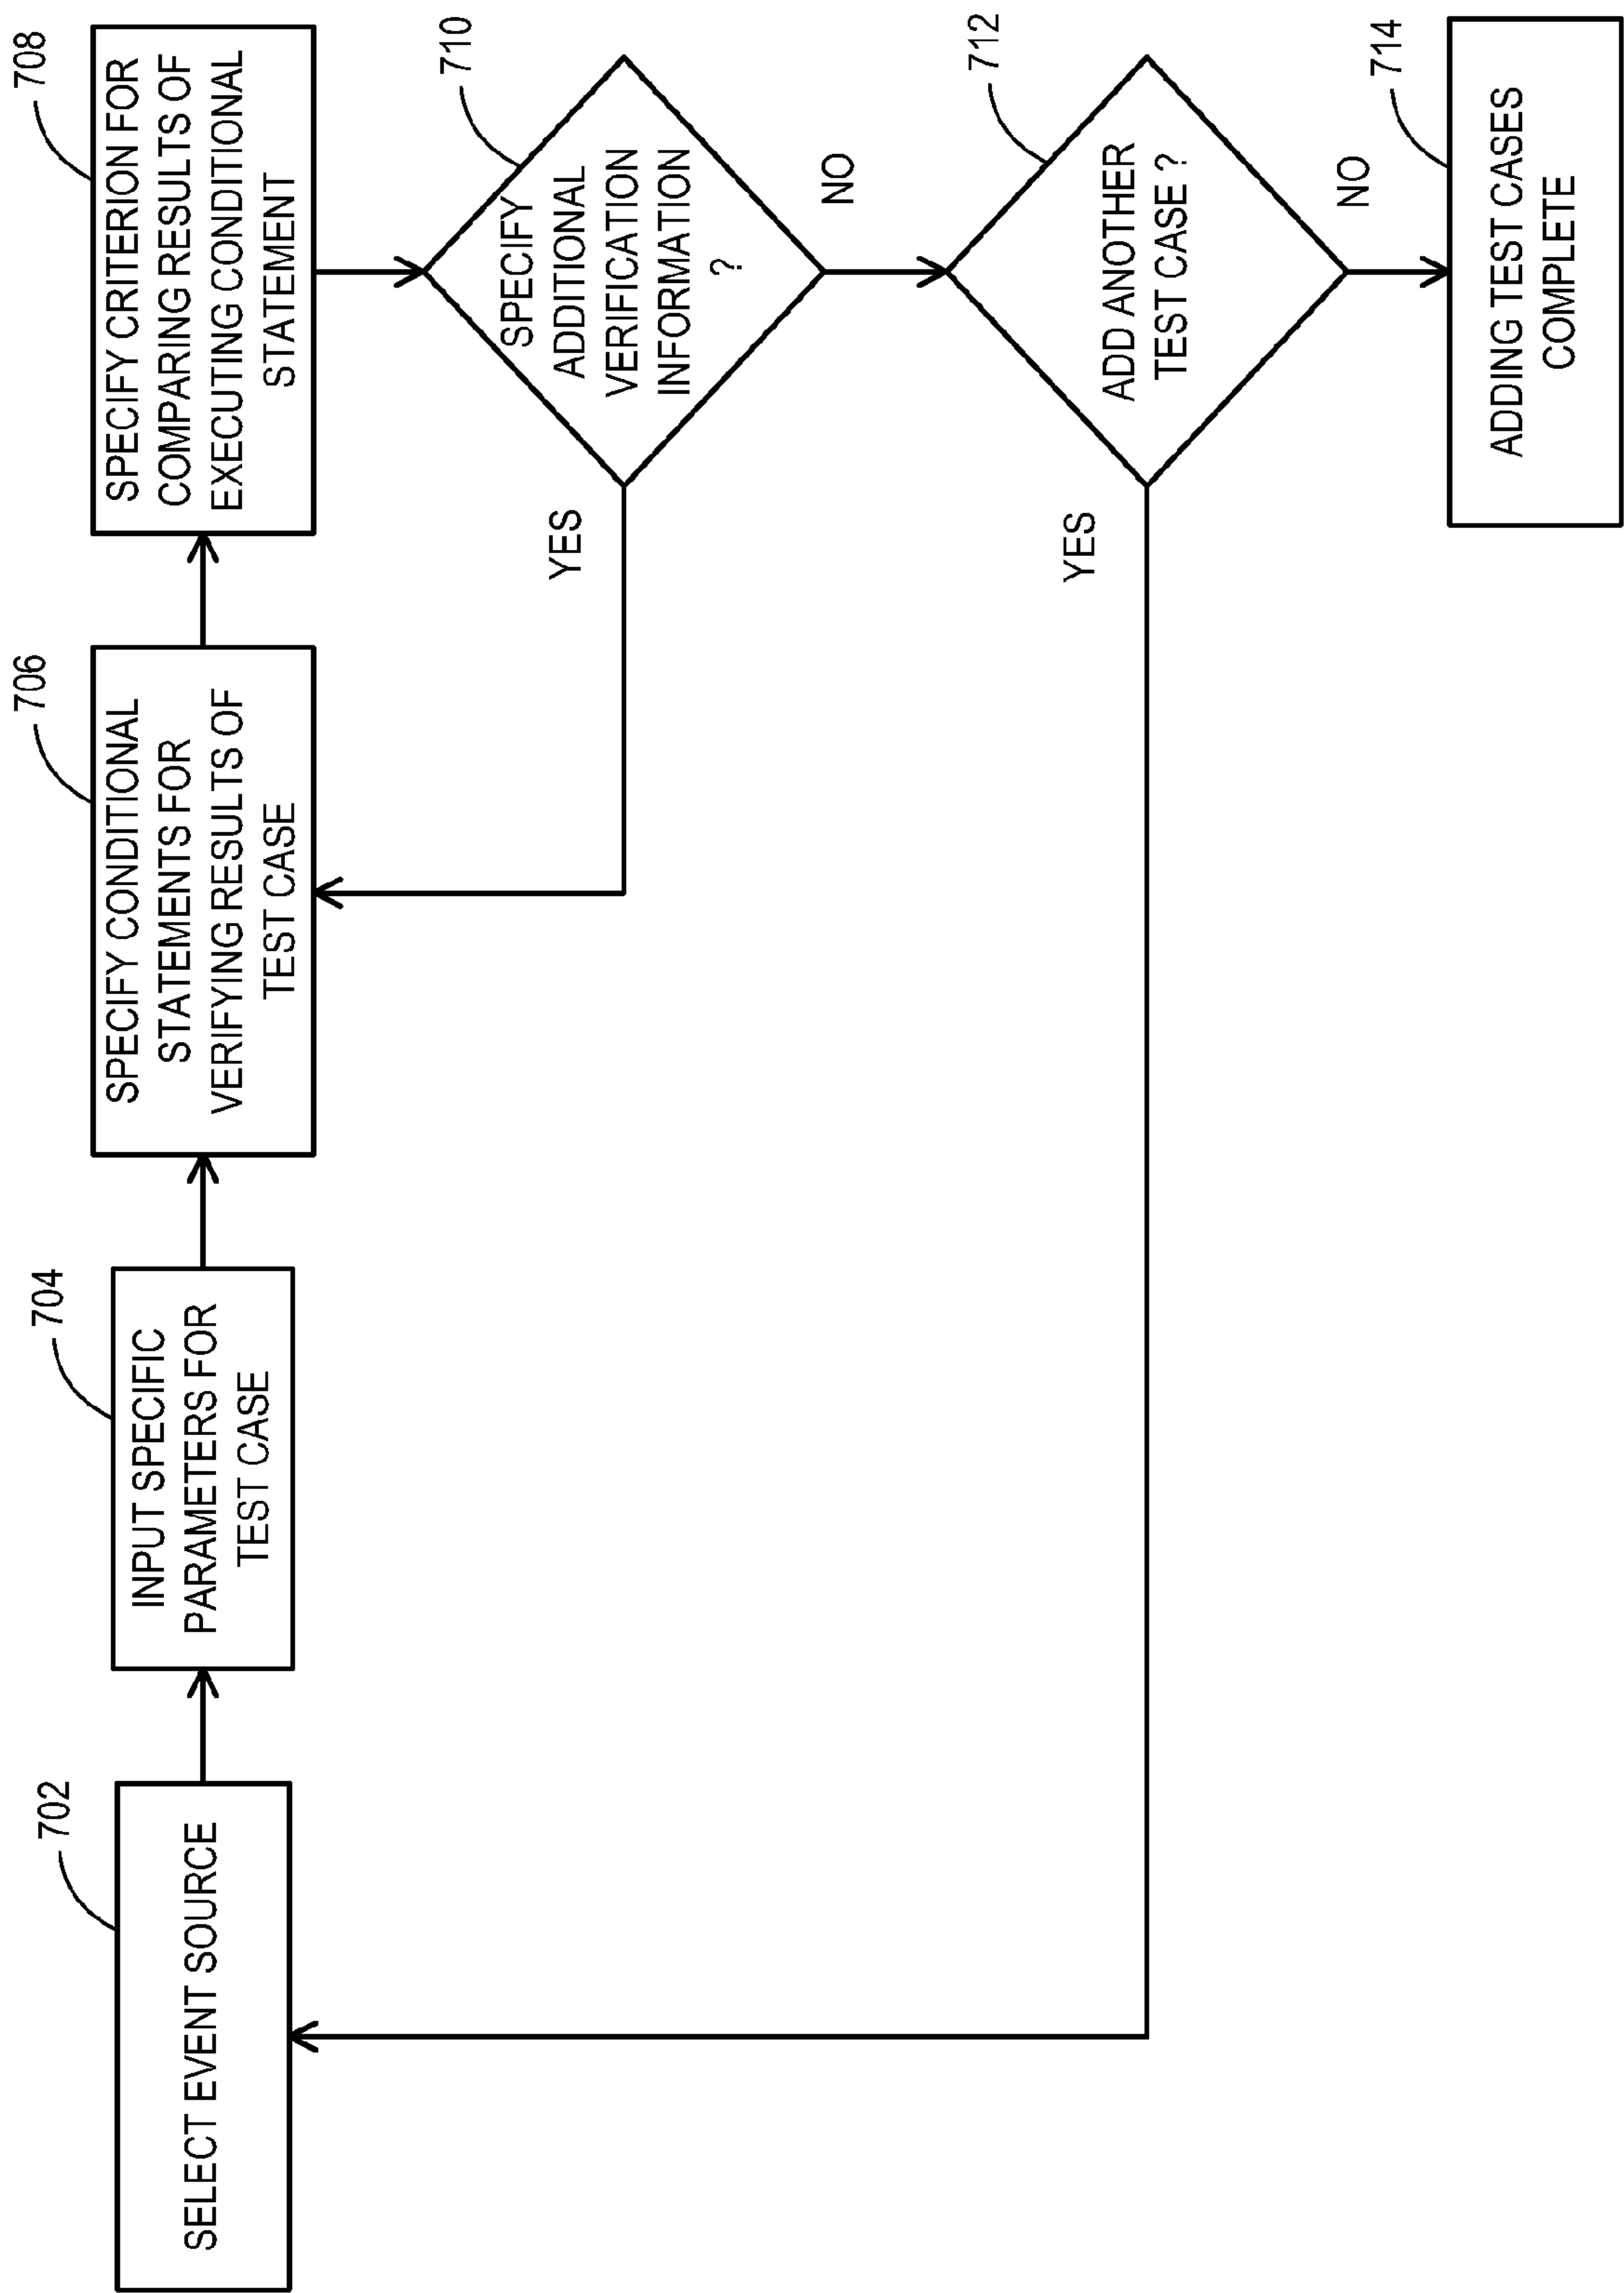 702
SELECT EVENT SOURCE
704
INPUT SPECIFIC
PARAMETERS FOR
TEST CASE
706
SPECIFY CONDITIONAL
STATEMENTS FOR
VERIFYING RESULTS OF
TEST CASE
708
SPECIFY CRITERION FOR
COMPARING RESULTS OF
EXECUTING CONDITIONAL
STATEMENT
710
SPECIFY
ADDITIONAL
VERIFICATION
INFORMATION
?
YES
NO
712
ADD ANOTHER
TEST CASE ?
YES
NO
714
ADDING TEST CASES
COMPLETE